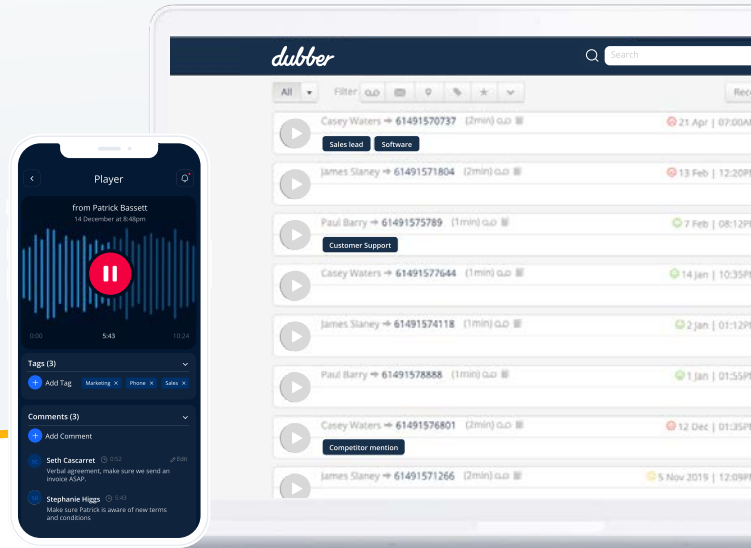 dubber
Search
All
Filter
Rec
Casey Waters ➔ 61491570737 (2min)
21 Apr | 07:00AM
Sales lead
Software
James Slaney ➔ 61491571804 (2min)
13 Feb | 12:20PM
Paul Barry ➔ 61491575789 (1min)
7 Feb | 08:12PM
Customer Support
Casey Waters ➔ 61491577644 (1min)
14 Jan | 10:35PM
James Slaney ➔ 61491574118 (1min)
2 Jan | 01:12PM
Paul Barry ➔ 61491578888 (1min)
1 Jan | 01:55PM
Casey Waters ➔ 61491576801 (2min)
12 Dec | 01:35PM
Competitor mention
James Slaney ➔ 61491571266 (2min)
5 Nov 2019 | 12:09PM
Player
from Patrick Bassett
14 December at 8:48pm
0:00
5:43
10:24
Tags (3)
+ Add Tag
Marketing ×
Phone ×
Sales ×
Comments (3)
+ Add Comment
Seth Cascarret 0:52
Edit
Verbal agreement, make sure we send an
invoice ASAP.
Stephanie Higgs 5:43
Make sure Patrick is aware of new terms
and conditions